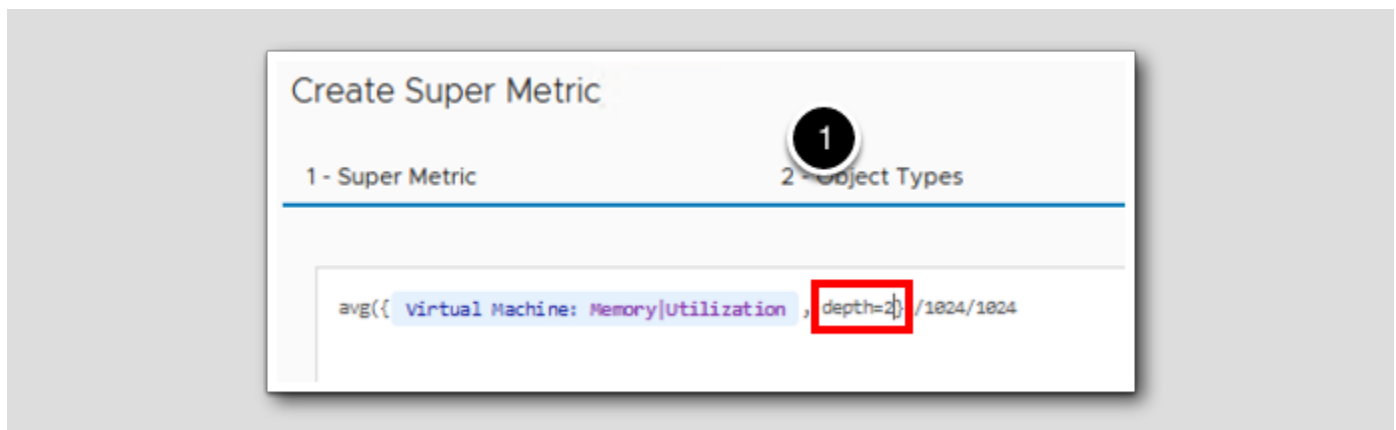 Create Super Metric
1
1 - Super Metric 2 - Object Types
avg({ Virtual Machine: Memory|Utilization , depth=2} /1024/1024